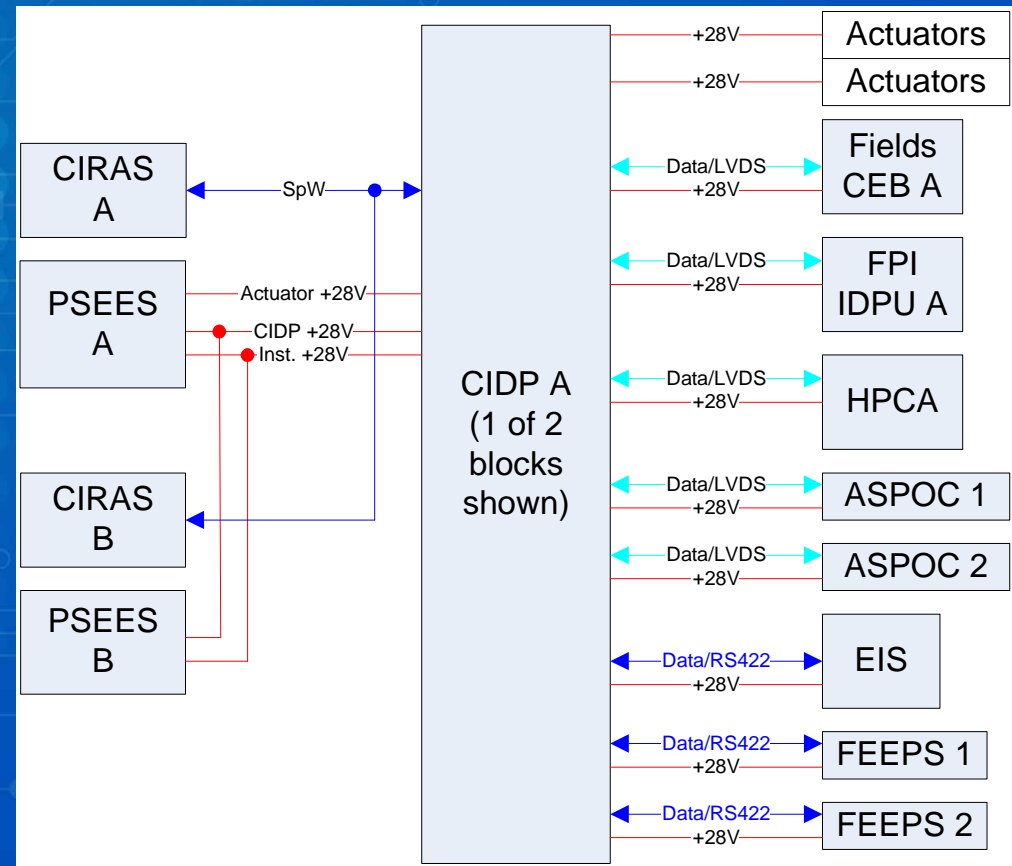 CIRAS
A
SpW
PSEES
A
Actuator +28V
CIDP +28V
Inst. +28V
CIRAS
B
PSEES
B
CIDP A
(1 of 2
blocks
shown)
+28V
Actuators
+28V
Actuators
Data/LVDS
+28V
Fields
CEB A
Data/LVDS
+28V
FPI
IDPU A
Data/LVDS
+28V
HPCA
Data/LVDS
+28V
ASPOC 1
Data/LVDS
+28V
ASPOC 2
Data/RS422
+28V
EIS
Data/RS422
+28V
FEEPS 1
Data/RS422
+28V
FEEPS 2